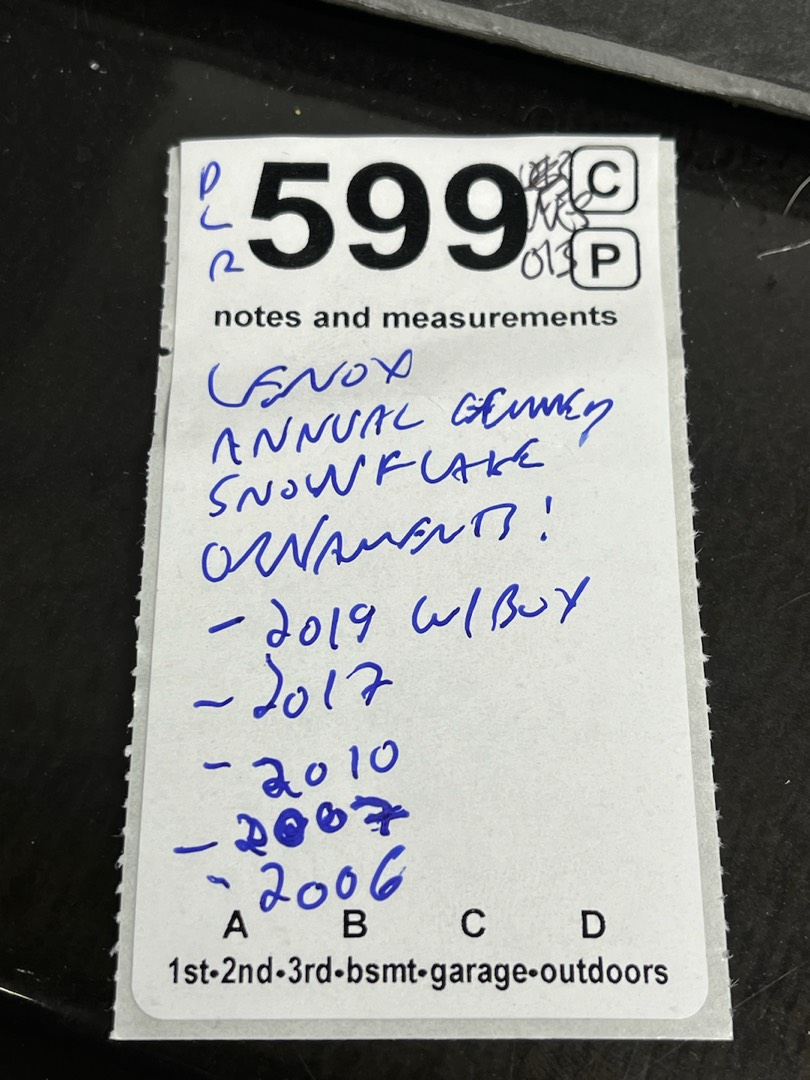 D
L
R
599
013
C
P
notes and measurements
LENOX
ANNUAL GEMMED
SNOWFLAKE
ORNAMENTS!
- 2019 W/BOX
- 2017
- 2010
- 2007
- 2006
A B C D
1st•2nd•3rd•bsmt•garage•outdoors